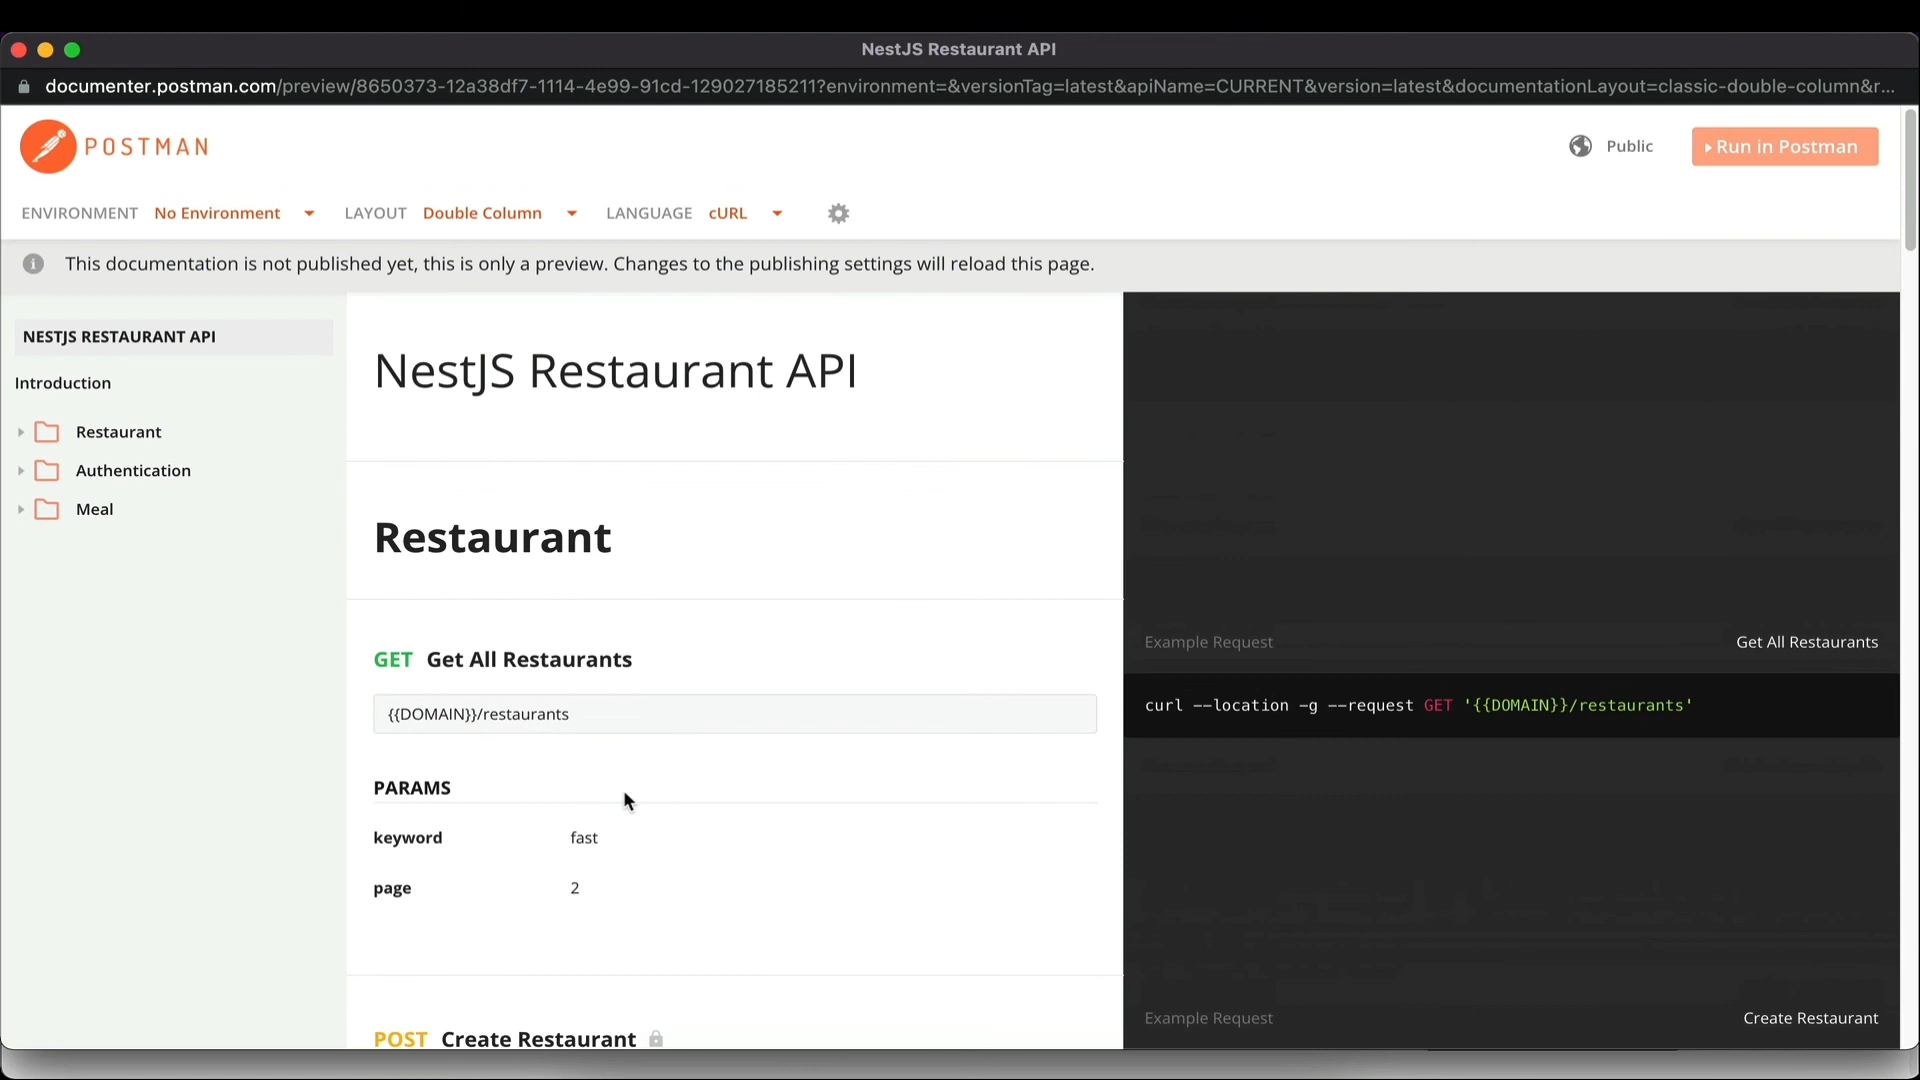 NestJS Restaurant API
documenter.postman.com/preview/8650373-12a38df7-1114-4e99-91cd-129027185211?environment=&versionTag=latest&apiName=CURRENT&version=latest&documentationLayout=classic-double-column&r...
POSTMAN
Public
Run in Postman
ENVIRONMENT No Environment LAYOUT Double Column LANGUAGE cURL
This documentation is not published yet, this is only a preview. Changes to the publishing settings will reload this page.
NESTJS RESTAURANT API
Introduction
Restaurant
Authentication
Meal
NestJS Restaurant API
Restaurant
GET Get All Restaurants
{{DOMAIN}}/restaurants
PARAMS
keyword fast
page 2
POST Create Restaurant
Example Request Get All Restaurants
curl --location -g --request GET '{{DOMAIN}}/restaurants'
Example Request Create Restaurant